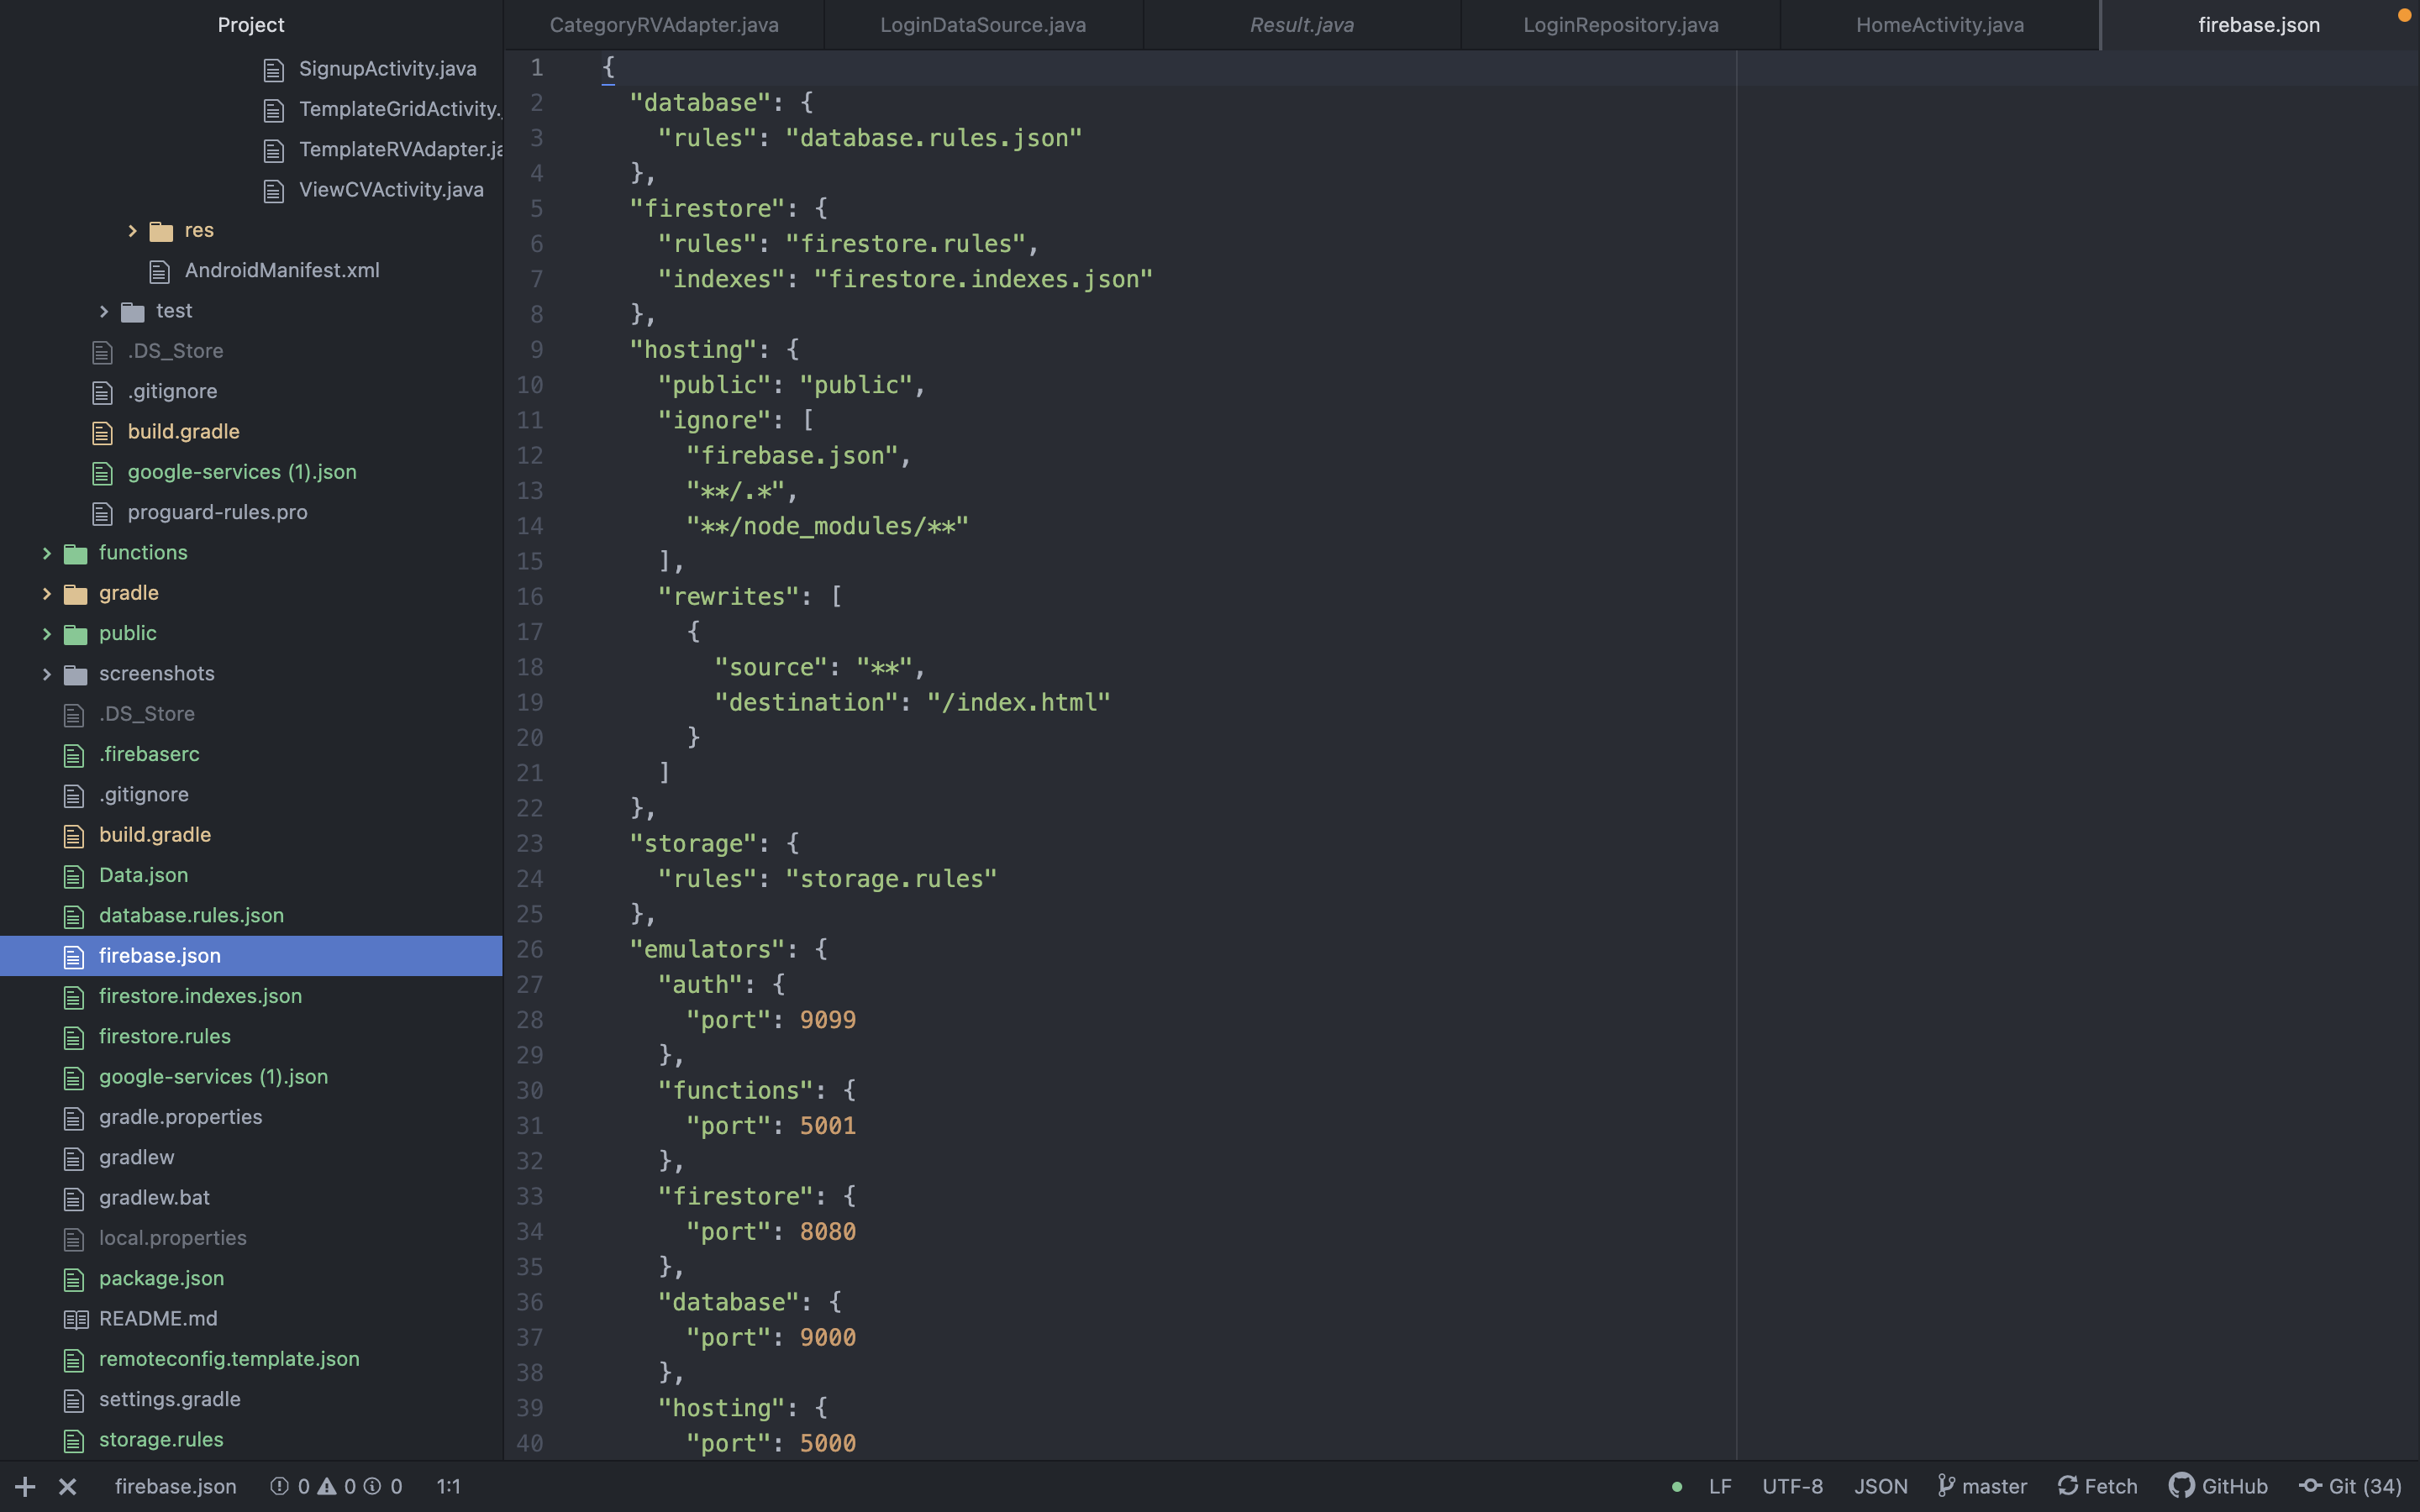 Project
SignupActivity.java
TemplateGridActivity.
TemplateRVAdapter.ja
ViewCVActivity.java
res
AndroidManifest.xml
test
.DS_Store
.gitignore
build.gradle
google-services (1).json
proguard-rules.pro
functions
gradle
public
screenshots
.DS_Store
.firebaserc
.gitignore
build.gradle
Data.json
database.rules.json
firebase.json
firestore.indexes.json
firestore.rules
google-services (1).json
gradle.properties
gradlew
gradlew.bat
local.properties
package.json
README.md
remoteconfig.template.json
settings.gradle
storage.rules
CategoryRVAdapter.java LoginDataSource.java Result.java LoginRepository.java HomeActivity.java firebase.json
1 {
2 "database": {
3 "rules": "database.rules.json"
4 },
5 "firestore": {
6 "rules": "firestore.rules",
7 "indexes": "firestore.indexes.json"
8 },
9 "hosting": {
10 "public": "public",
11 "ignore": [
12 "firebase.json",
13 "**/.*",
14 "**/node_modules/**"
15 ],
16 "rewrites": [
17 {
18 "source": "**",
19 "destination": "/index.html"
20 }
21 ]
22 },
23 "storage": {
24 "rules": "storage.rules"
25 },
26 "emulators": {
27 "auth": {
28 "port": 9099
29 },
30 "functions": {
31 "port": 5001
32 },
33 "firestore": {
34 "port": 8080
35 },
36 "database": {
37 "port": 9000
38 },
39 "hosting": {
40 "port": 5000
firebase.json 0 0 0 1:1 LF UTF-8 JSON master Fetch GitHub Git (34)